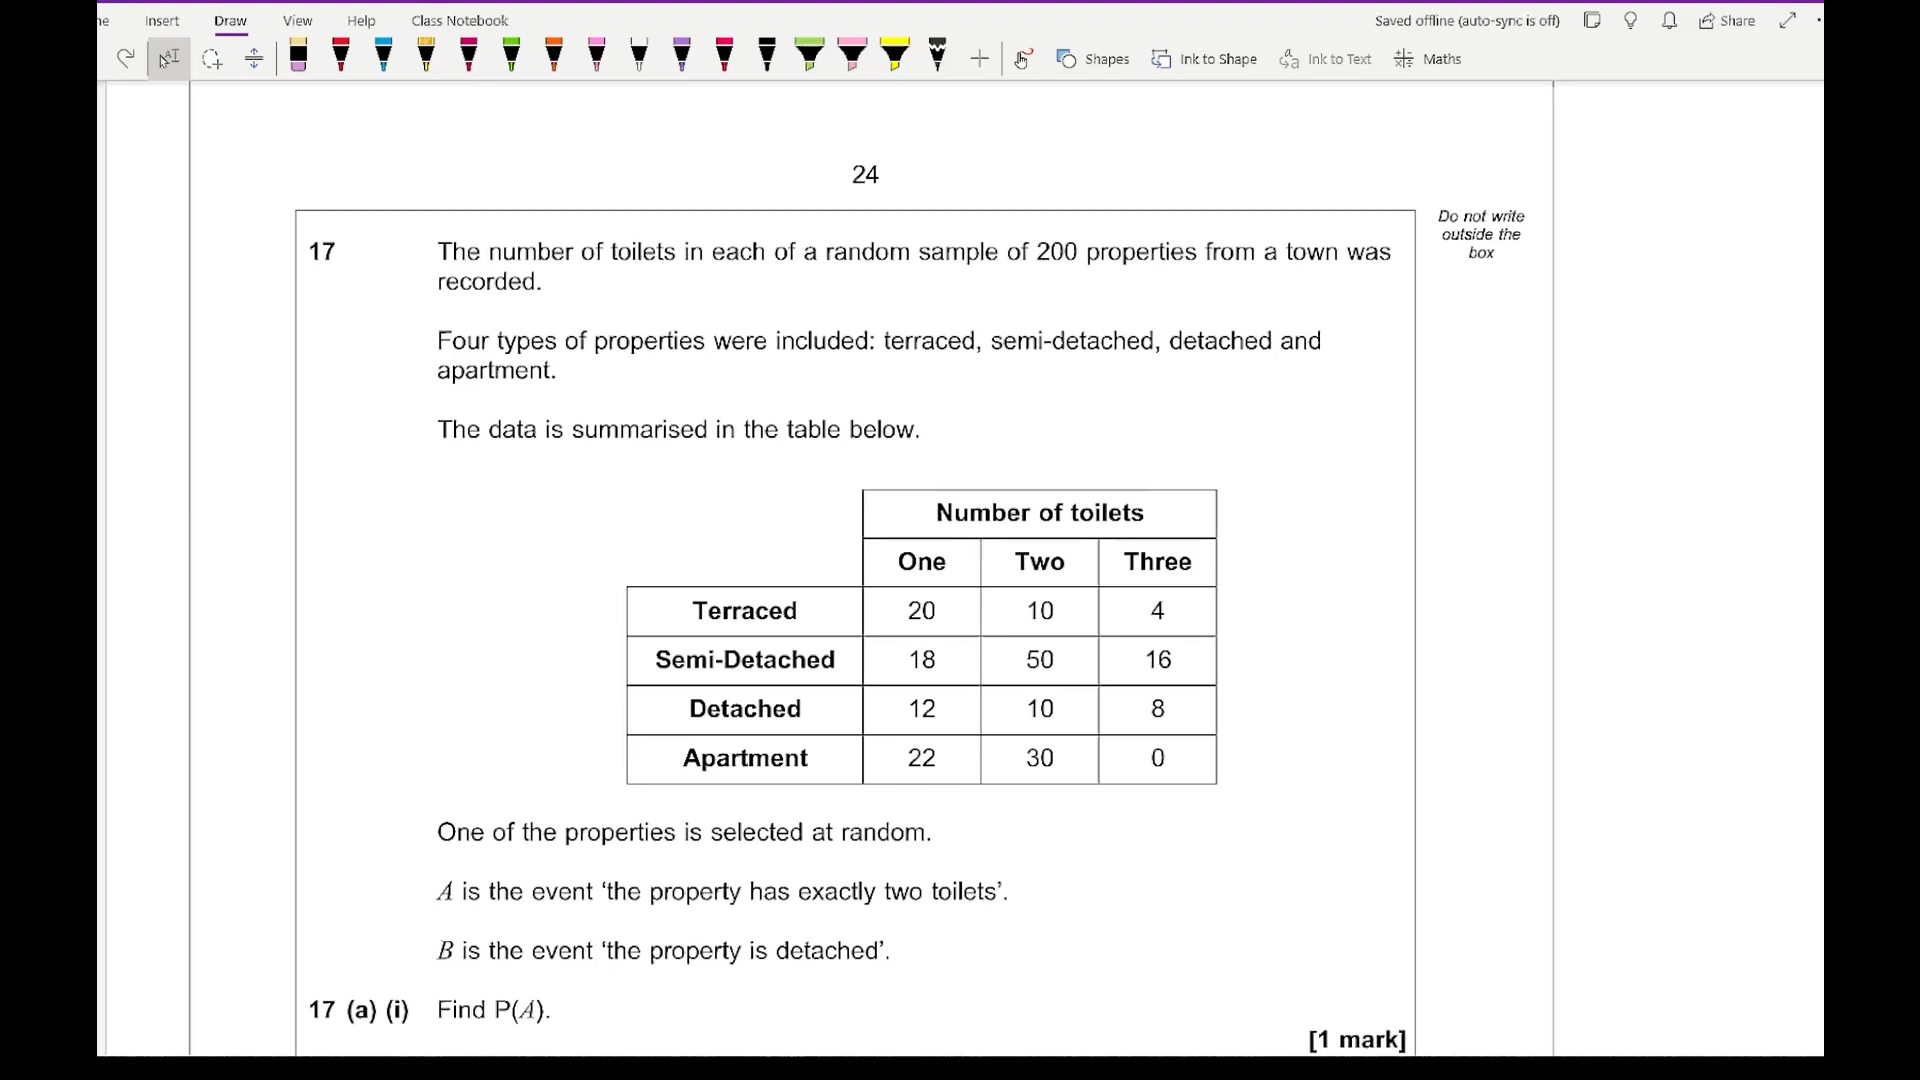 Insert Draw View Help Class Notebook Saved offline (auto-sync is off) Share
Shapes Ink to Shape Ink to Text Maths
24
Do not write
outside the
box
17 The number of toilets in each of a random sample of 200 properties from a town was
recorded.
Four types of properties were included: terraced, semi-detached, detached and
apartment.
The data is summarised in the table below.
Number of toilets
One Two Three
Terraced 20 10 4
Semi-Detached 18 50 16
Detached 12 10 8
Apartment 22 30 0
One of the properties is selected at random.
A is the event ‘the property has exactly two toilets’.
B is the event ‘the property is detached’.
17 (a) (i) Find P(A).
[1 mark]